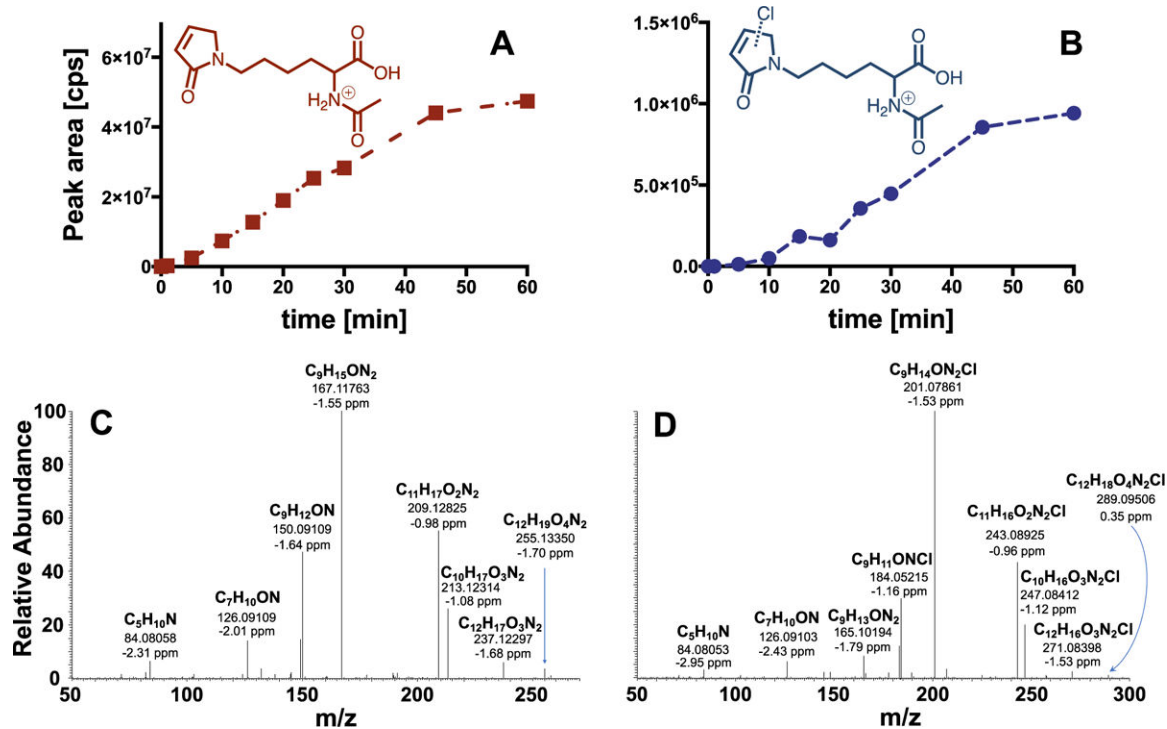 A
Peak area [cps]
6×10⁷
4×10⁷
2×10⁷
0
0 10 20 30 40 50 60
time [min]
N
O
O
OH
H₂N
⊕
O
B
1.5×10⁶
1.0×10⁶
5.0×10⁵
0.0
0 10 20 30 40 50 60
time [min]
Cl
N
O
O
OH
H₂N
⊕
O
C
Relative Abundance
100
80
60
40
20
0
50 100 150 200 250
m/z
C₉H₁₅ON₂
167.11763
-1.55 ppm
C₁₁H₁₇O₂N₂
209.12825
-0.98 ppm
C₉H₁₂ON
150.09109
-1.64 ppm
C₁₂H₁₉O₄N₂
255.13350
-1.70 ppm
C₁₀H₁₇O₃N₂
213.12314
-1.08 ppm
C₇H₁₀ON
126.09109
-2.01 ppm
C₅H₁₀N
84.08058
-2.31 ppm
C₁₂H₁₇O₃N₂
237.12297
-1.68 ppm
D
50 100 150 200 250 300
m/z
C₉H₁₄ON₂Cl
201.07861
-1.53 ppm
C₁₂H₁₈O₄N₂Cl
289.09506
0.35 ppm
C₁₁H₁₆O₂N₂Cl
243.08925
-0.96 ppm
C₉H₁₁ONCl
184.05215
-1.16 ppm
C₁₀H₁₆O₃N₂Cl
247.08412
-1.12 ppm
C₇H₁₀ON
126.09103
-2.43 ppm
C₉H₁₃ON₂
165.10194
-1.79 ppm
C₅H₁₀N
84.08053
-2.95 ppm
C₁₂H₁₆O₃N₂Cl
271.08398
-1.53 ppm